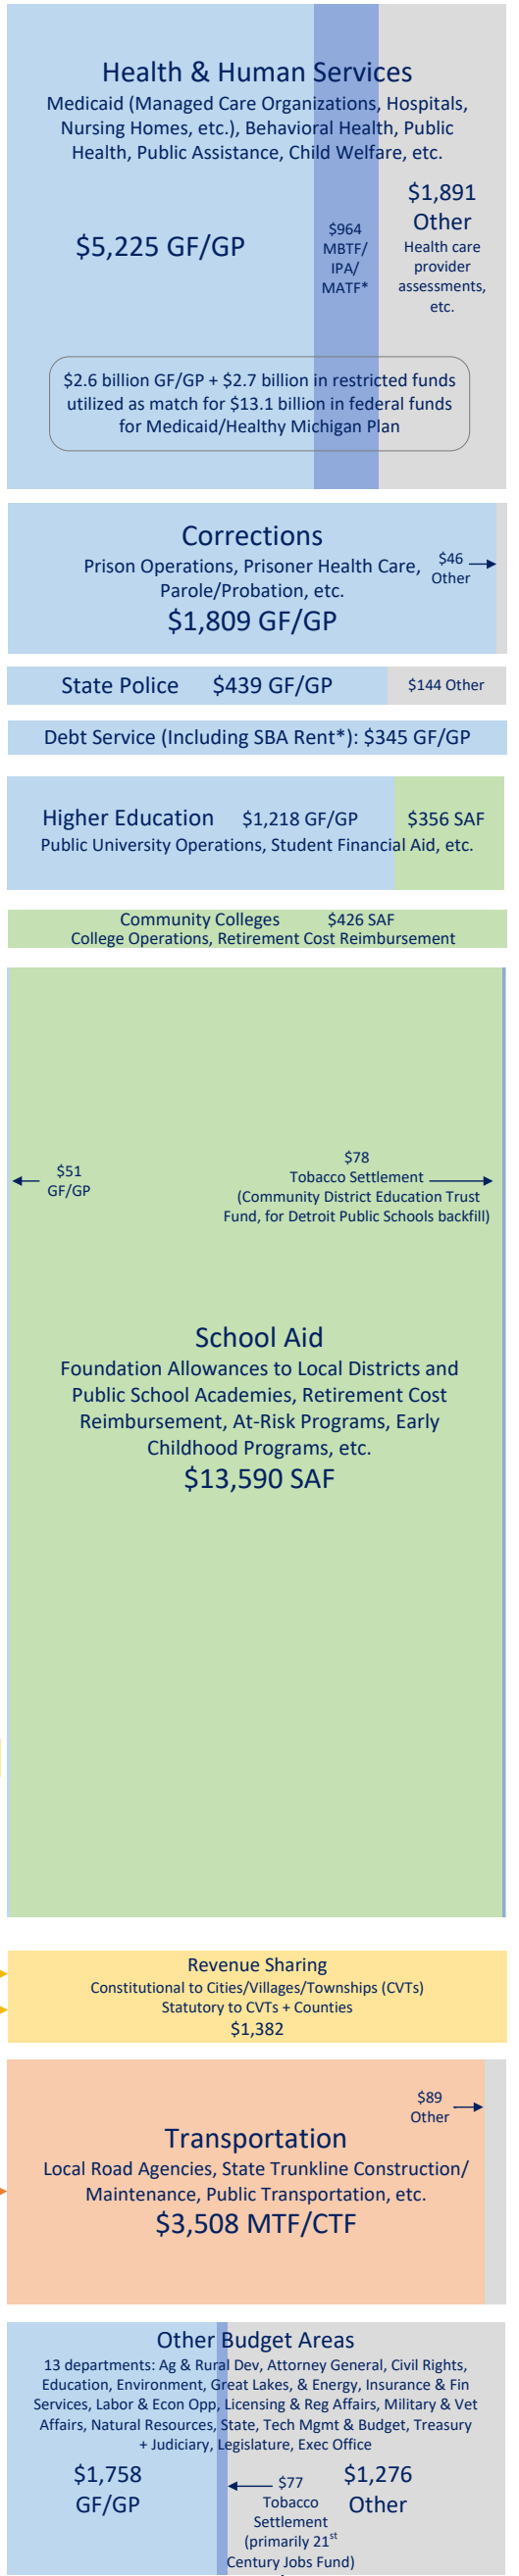 Health & Human Services
Medicaid (Managed Care Organizations, Hospitals,
Nursing Homes, etc.), Behavioral Health, Public
Health, Public Assistance, Child Welfare, etc.
$5,225 GF/GP
$964
MBTF/
IPA/
MATF*
$1,891
Other
Health care
provider
assessments,
etc.
$2.6 billion GF/GP + $2.7 billion in restricted funds
utilized as match for $13.1 billion in federal funds
for Medicaid/Healthy Michigan Plan
Corrections
Prison Operations, Prisoner Health Care,
Parole/Probation, etc.
$1,809 GF/GP
$46
Other
State Police $439 GF/GP $144 Other
Debt Service (Including SBA Rent*): $345 GF/GP
Higher Education $1,218 GF/GP $356 SAF
Public University Operations, Student Financial Aid, etc.
Community Colleges $426 SAF
College Operations, Retirement Cost Reimbursement
$51
GF/GP
$78
Tobacco Settlement
(Community District Education Trust
Fund, for Detroit Public Schools backfill)
School Aid
Foundation Allowances to Local Districts and
Public School Academies, Retirement Cost
Reimbursement, At-Risk Programs, Early
Childhood Programs, etc.
$13,590 SAF
Revenue Sharing
Constitutional to Cities/Villages/Townships (CVTs)
Statutory to CVTs + Counties
$1,382
$89
Other
Transportation
Local Road Agencies, State Trunkline Construction/
Maintenance, Public Transportation, etc.
$3,508 MTF/CTF
Other Budget Areas
13 departments: Ag & Rural Dev, Attorney General, Civil Rights,
Education, Environment, Great Lakes, & Energy, Insurance & Fin
Services, Labor & Econ Opp, Licensing & Reg Affairs, Military & Vet
Affairs, Natural Resources, State, Tech Mgmt & Budget, Treasury
+ Judiciary, Legislature, Exec Office
$1,758
GF/GP
$77
Tobacco
Settlement
(primarily 21st
Century Jobs Fund)
$1,276
Other